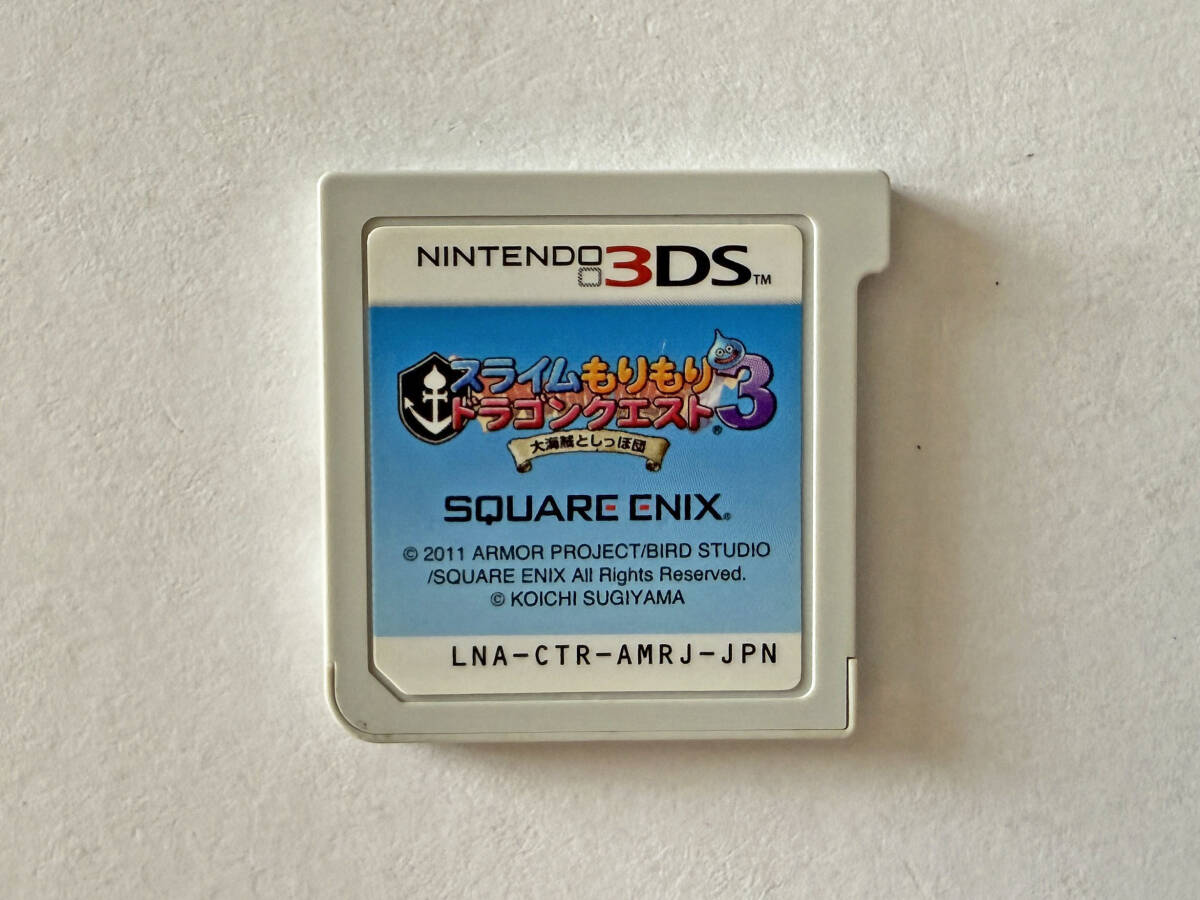 NINTENDO 3DS™
スライムもりもり
ドラゴンクエスト®3
大海賊としっぽ団
SQUARE ENIX®
© 2011 ARMOR PROJECT/BIRD STUDIO
/SQUARE ENIX All Rights Reserved.
© KOICHI SUGIYAMA
LNA-CTR-AMRJ-JPN